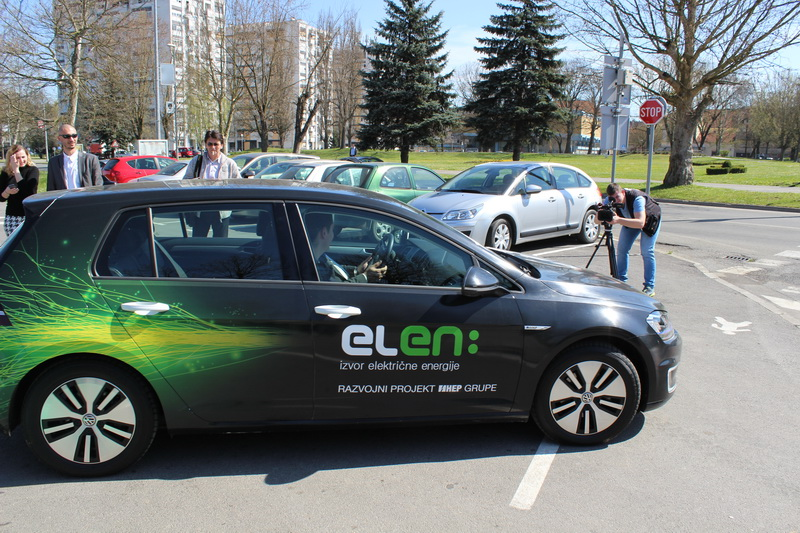 STOP
elen:
izvor električne energije
RAZVOJNI PROJEKT HEP GRUPE